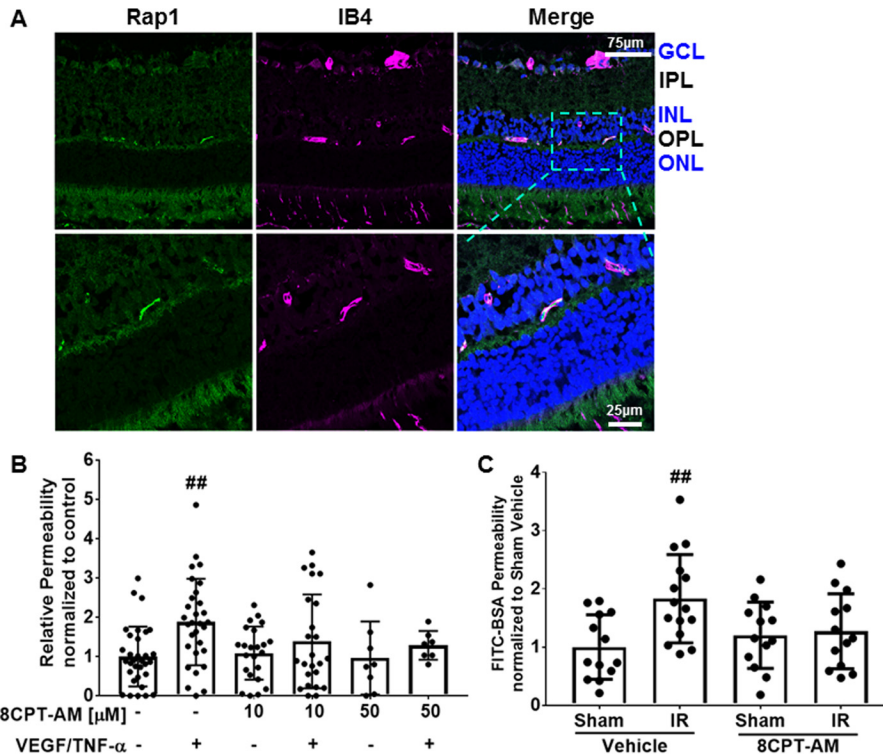 A
Rap1 IB4 Merge
75µm
GCL
IPL
INL
OPL
ONL
25µm
B
Relative Permeability
normalized to control
6
5
4
3
2
1
0
##
8CPT-AM [µM] - - 10 10 50 50
VEGF/TNF-α - + - + - +
C
FITC-BSA Permeability
normalized to Sham Vehicle
4
3
2
1
0
##
Sham IR Sham IR
Vehicle 8CPT-AM